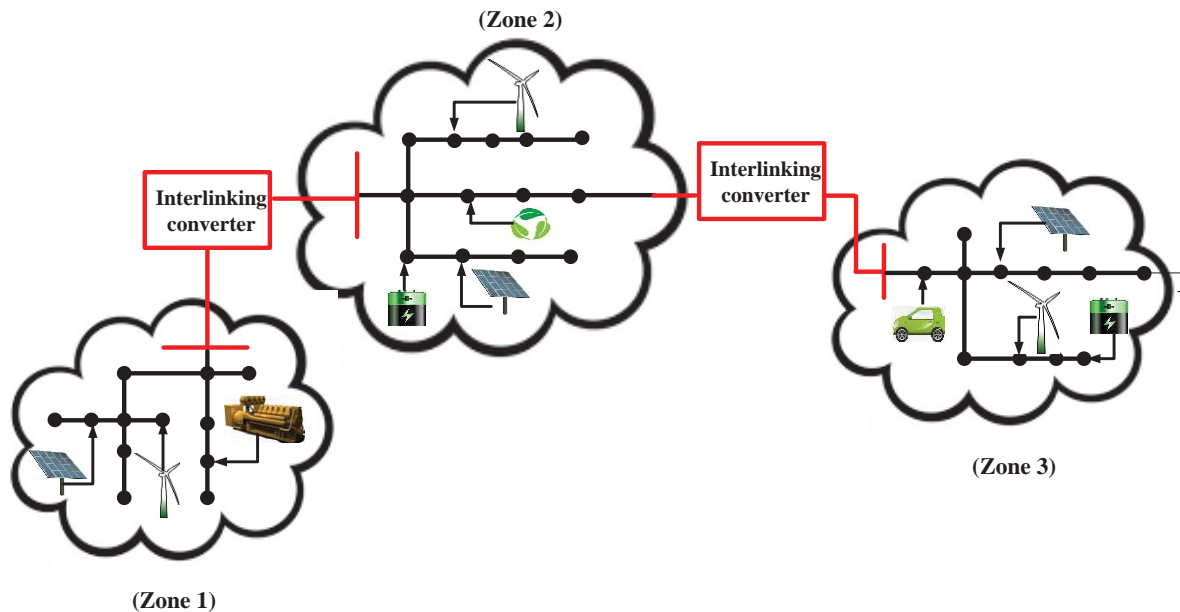 (Zone 2)
Interlinking
converter
Interlinking
converter
(Zone 3)
(Zone 1)